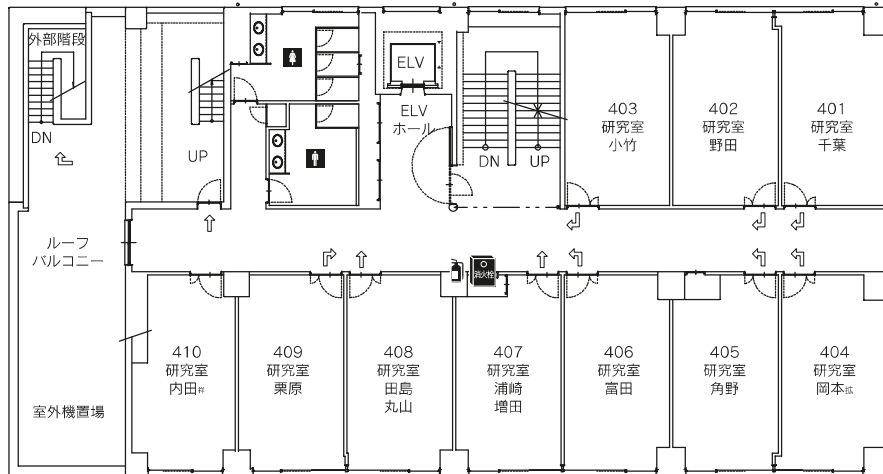 外部階段
DN
UP
ELV
ELV
ホール
DN
UP
403
研究室
小竹
402
研究室
野田
401
研究室
千葉
ルーフ
バルコニー
消火栓
410
研究室
内田祥
409
研究室
栗原
408
研究室
田島
丸山
407
研究室
浦崎
増田
406
研究室
富田
405
研究室
角野
404
研究室
岡本拡
室外機置場